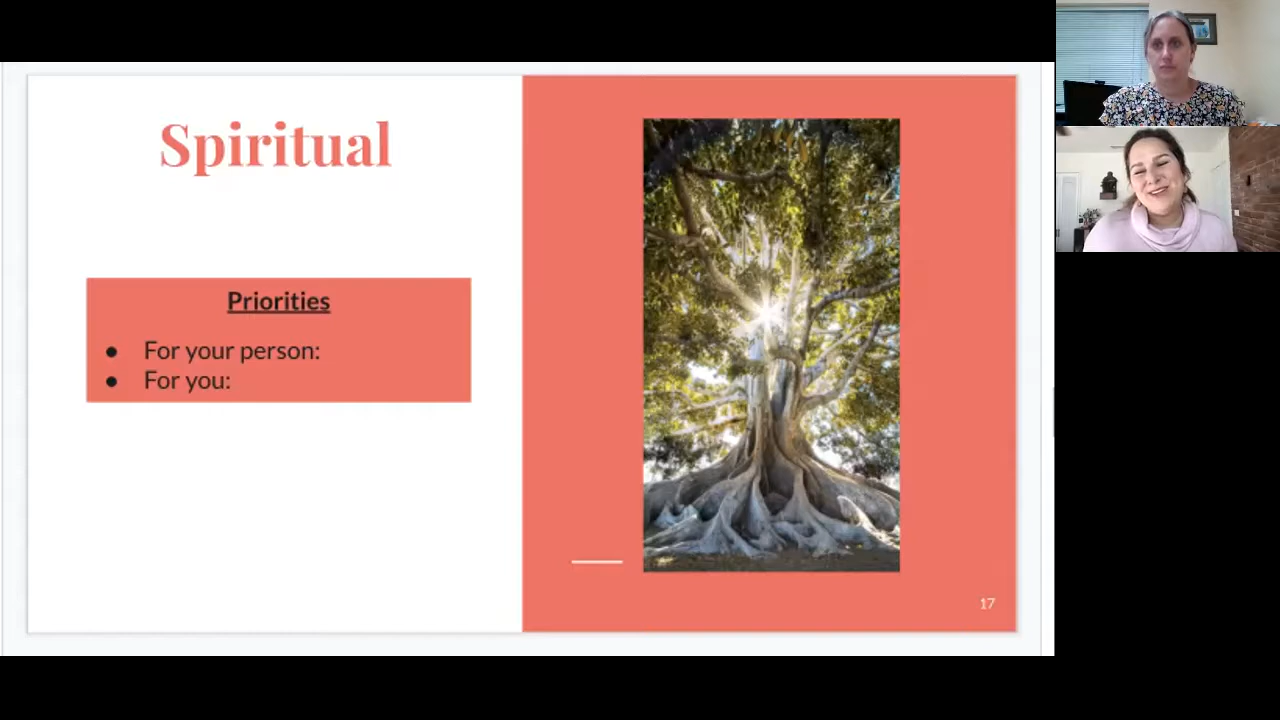 Spiritual
Priorities
● For your person:
● For you:
17